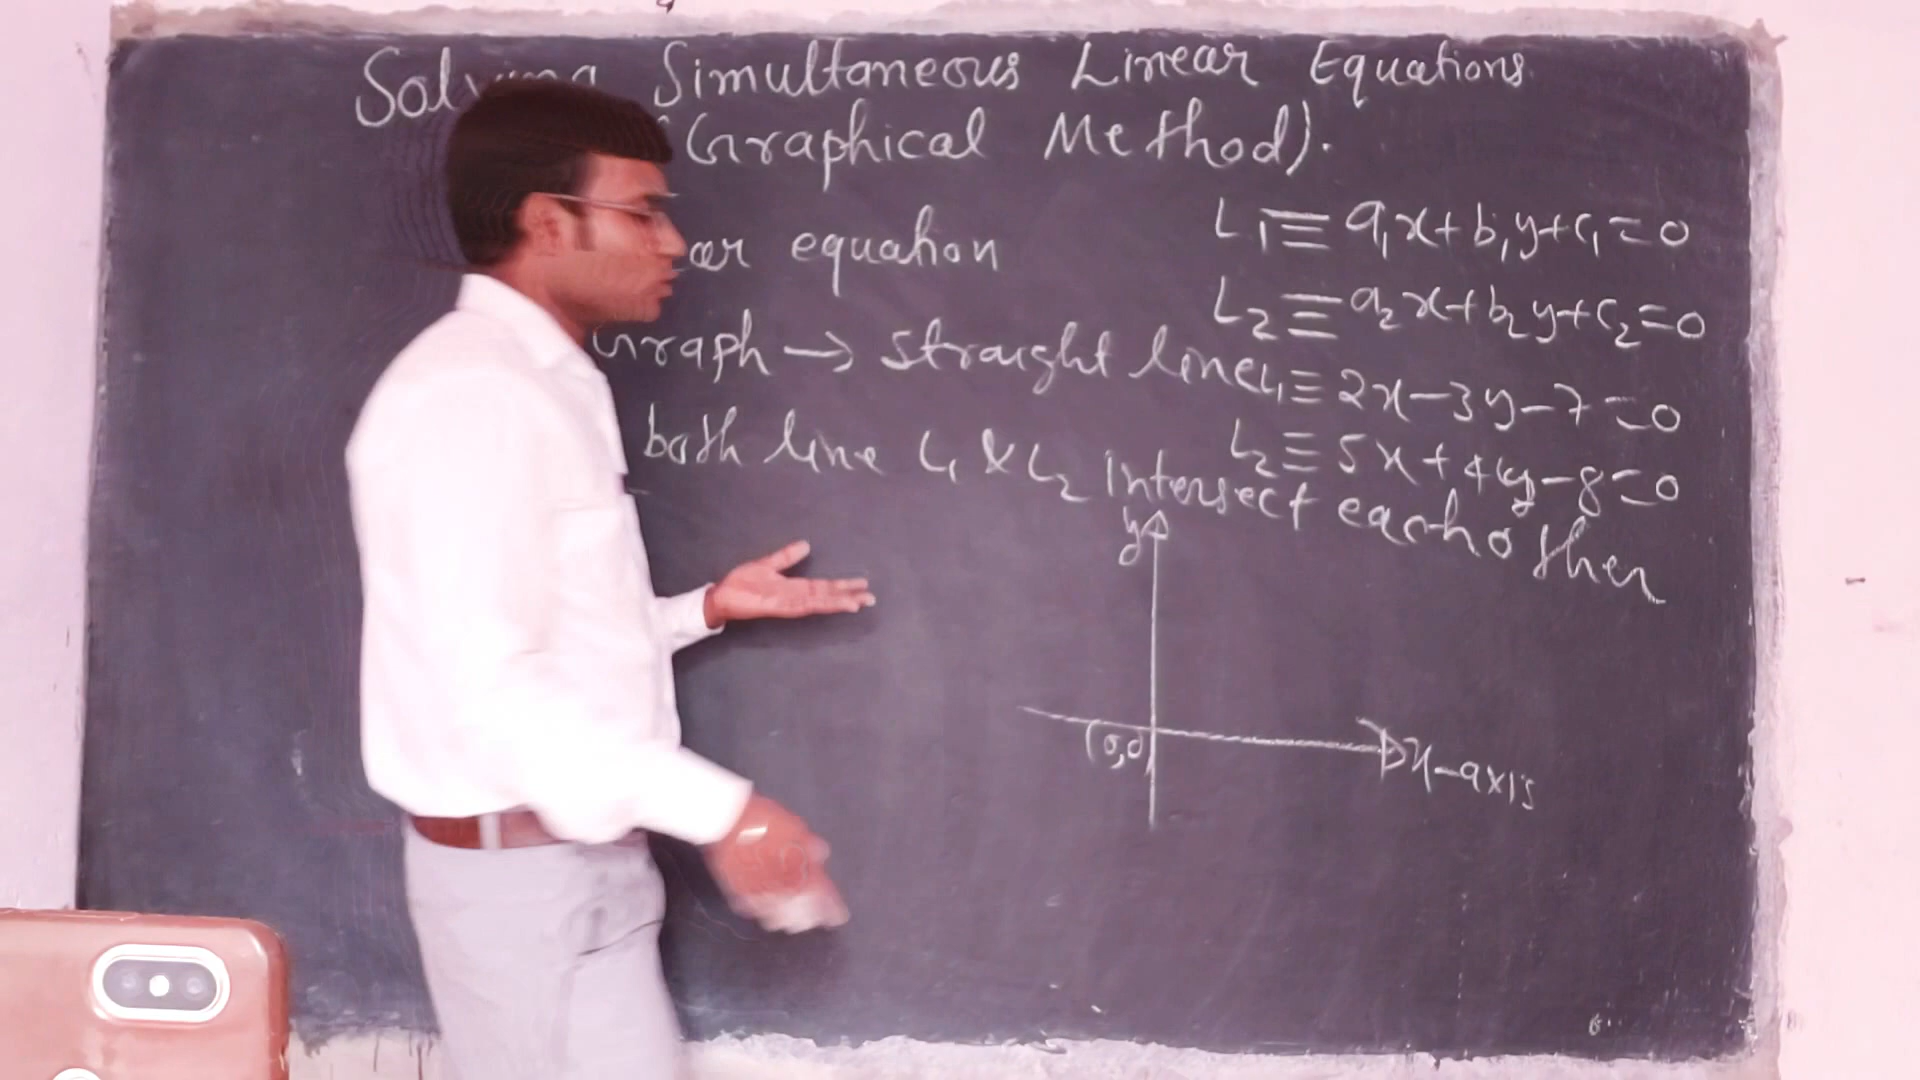 Solving Simultaneous Linear Equations
(Graphical Method).
equation
L₁≡ a₁x+b₁y+c₁=0
L₂≡ a₂x+b₂y+c₂=0
Graph → straight line
L₁≡ 2x-3y-7=0
L₂≡ 5x+4y-8=0
both line L₁ & L₂ intersect each other
y
(0,0)
x-axis